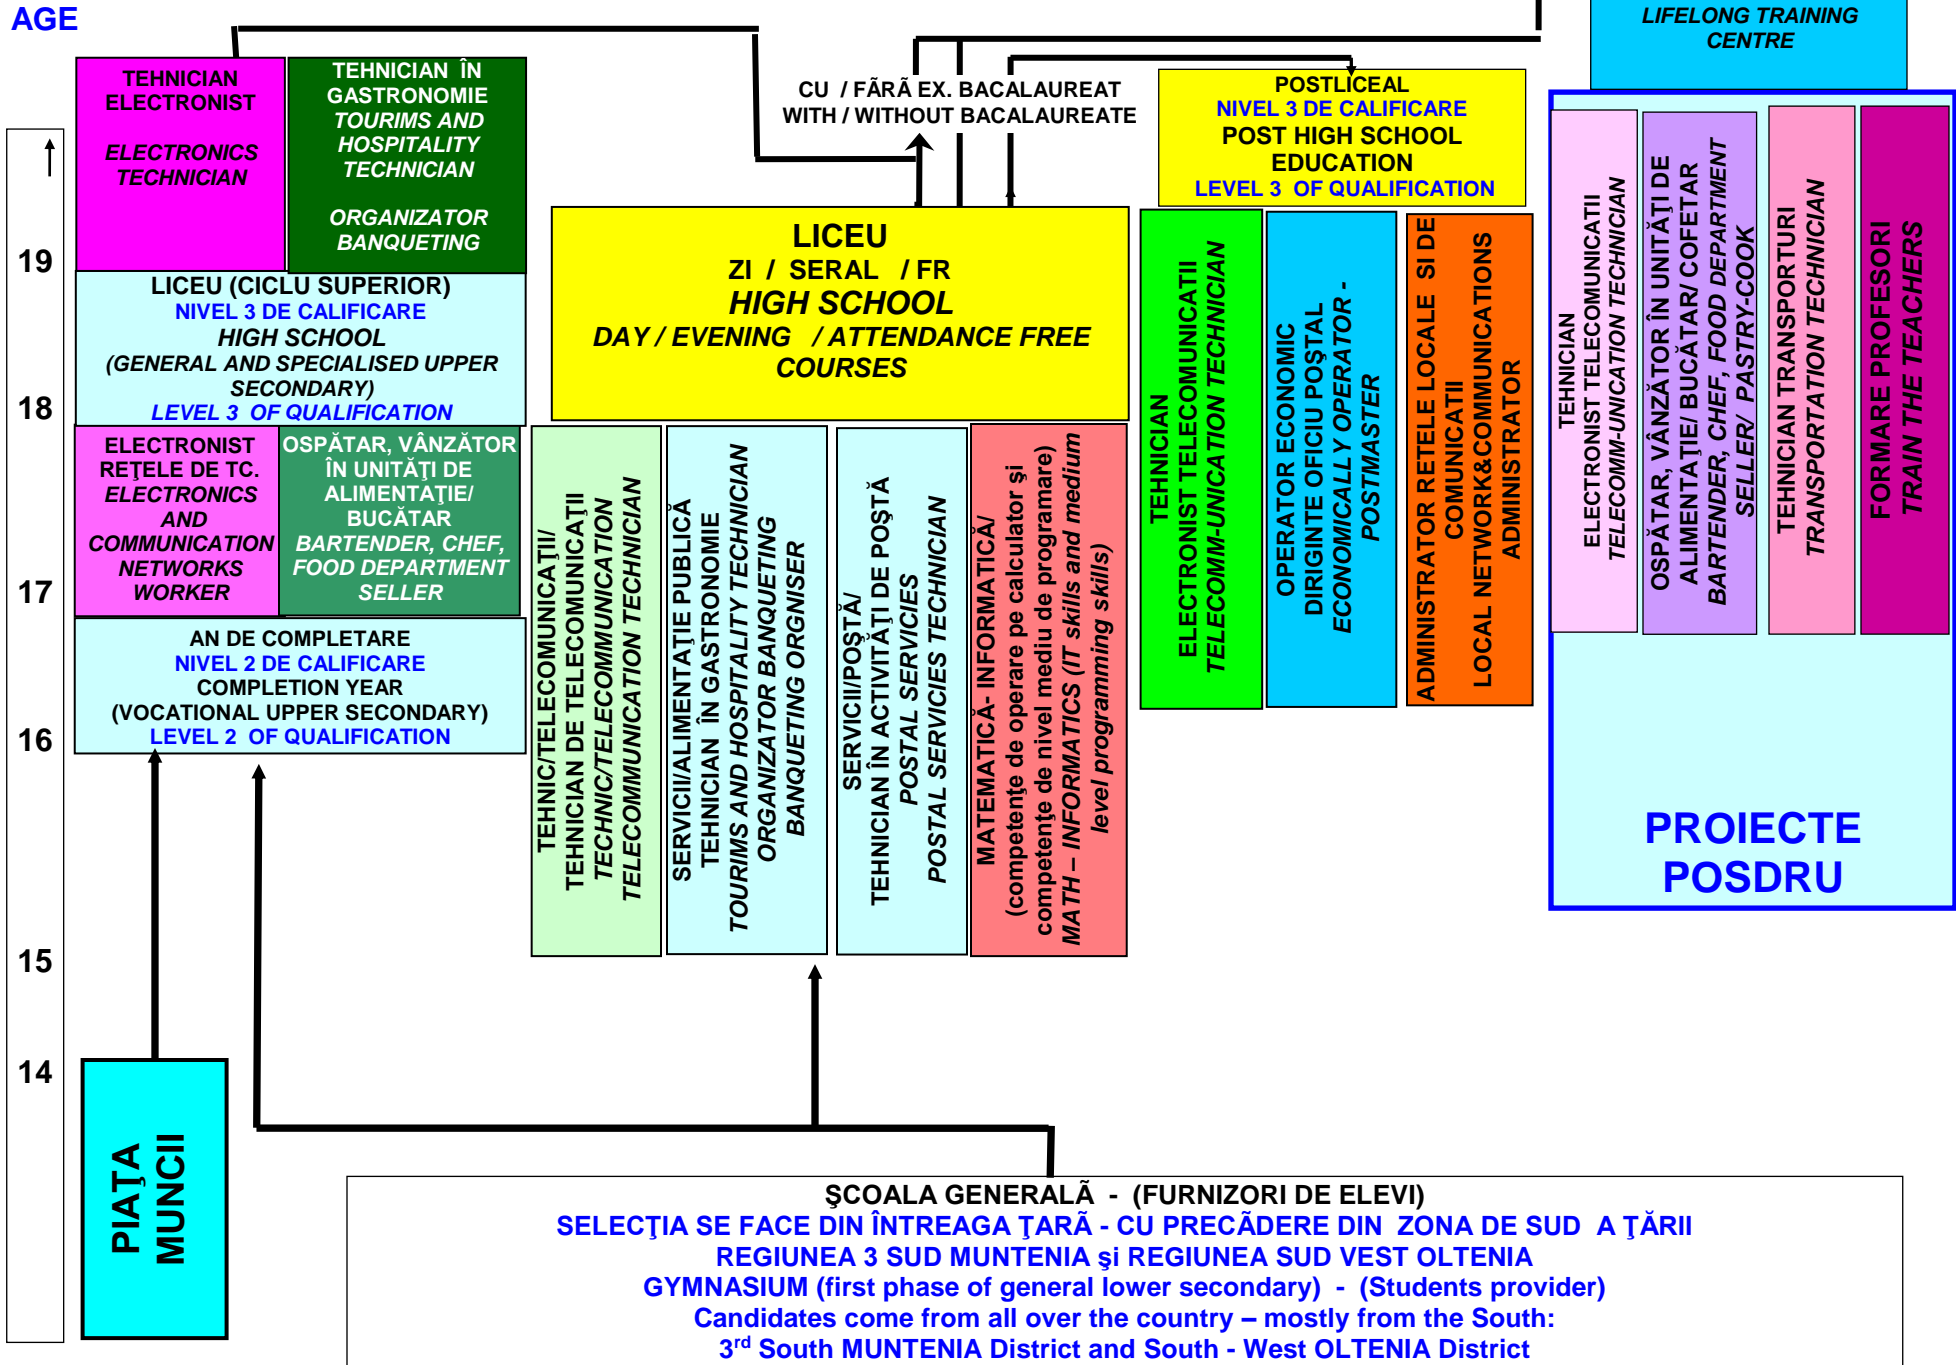 AGE
LIFELONG TRAINING
CENTRE
TEHNICIAN
ELECTRONIST
ELECTRONICS
TECHNICIAN
TEHNICIAN ÎN
GASTRONOMIE
TOURIMS AND
HOSPITALITY
TECHNICIAN
ORGANIZATOR
BANQUETING
CU / FÃRÃ EX. BACALAUREAT
WITH / WITHOUT BACALAUREATE
POSTLICEAL
NIVEL 3 DE CALIFICARE
POST HIGH SCHOOL
EDUCATION
LEVEL 3 OF QUALIFICATION
19
18
17
16
15
14
LICEU (CICLU SUPERIOR)
NIVEL 3 DE CALIFICARE
HIGH SCHOOL
(GENERAL AND SPECIALISED UPPER
SECONDARY)
LEVEL 3 OF QUALIFICATION
LICEU
ZI / SERAL / FR
HIGH SCHOOL
DAY / EVENING / ATTENDANCE FREE
COURSES
ELECTRONIST
REŢELE DE TC.
ELECTRONICS
AND
COMMUNICATION
NETWORKS
WORKER
OSPĂTAR, VÂNZĂTOR
ÎN UNITĂŢI DE
ALIMENTAŢIE/
BUCĂTAR
BARTENDER, CHEF,
FOOD DEPARTMENT
SELLER
AN DE COMPLETARE
NIVEL 2 DE CALIFICARE
COMPLETION YEAR
(VOCATIONAL UPPER SECONDARY)
LEVEL 2 OF QUALIFICATION
TEHNIC/TELECOMUNICAŢII/
TEHNICIAN DE TELECOMUNICAŢII
TECHNIC/TELECOMMUNICATION
TELECOMMUNICATION TECHNICIAN
SERVICII/ALIMENTAŢIE PUBLICĂ
TEHNICIAN ÎN GASTRONOMIE
TOURIMS AND HOSPITALITY TECHNICIAN
ORGANIZATOR BANQUETING
BANQUETING ORGNISER
SERVICII/POŞTĂ/
TEHNICIAN ÎN ACTIVITĂŢI DE POŞTĂ
POSTAL SERVICIES
POSTAL SERVICES TECHNICIAN
MATEMATICĂ- INFORMATICĂ/
(competenţe de operare pe calculator şi
competenţe de nivel mediu de programare)
MATH – INFORMATICS (IT skills and medium
level programming skills)
TEHNICIAN
ELECTRONIST TELECOMUNICATII
TELECOMM-UNICATION TECHNICIAN
OPERATOR ECONOMIC
DIRIGINTE OFICIU POŞTAL
ECONOMICALLY OPERATOR -
POSTMASTER
ADMINISTRATOR RETELE LOCALE SI DE
COMUNICATII
LOCAL NETWORK&COMMUNICATIONS
ADMINISTRATOR
TEHNICIAN
ELECTRONIST TELECOMUNICATII
TELECOMM-UNICATION TECHNICIAN
OSPĂTAR, VÂNZĂTOR ÎN UNITĂŢI DE
ALIMENTAŢIE/ BUCĂTAR/ COFETAR
BARTENDER, CHEF, FOOD DEPARTMENT
SELLER/ PASTRY-COOK
TEHNICIAN TRANSPORTURI
TRANSPORTATION TECHNICIAN
FORMARE PROFESORI
TRAIN THE TEACHERS
PROIECTE
POSDRU
PIAŢA
MUNCII
ŞCOALA GENERALÃ - (FURNIZORI DE ELEVI)
SELECŢIA SE FACE DIN ÎNTREAGA ŢARÃ - CU PRECÃDERE DIN ZONA DE SUD A ŢĂRII
REGIUNEA 3 SUD MUNTENIA şi REGIUNEA SUD VEST OLTENIA
GYMNASIUM (first phase of general lower secondary) - (Students provider)
Candidates come from all over the country – mostly from the South:
3rd South MUNTENIA District and South - West OLTENIA District